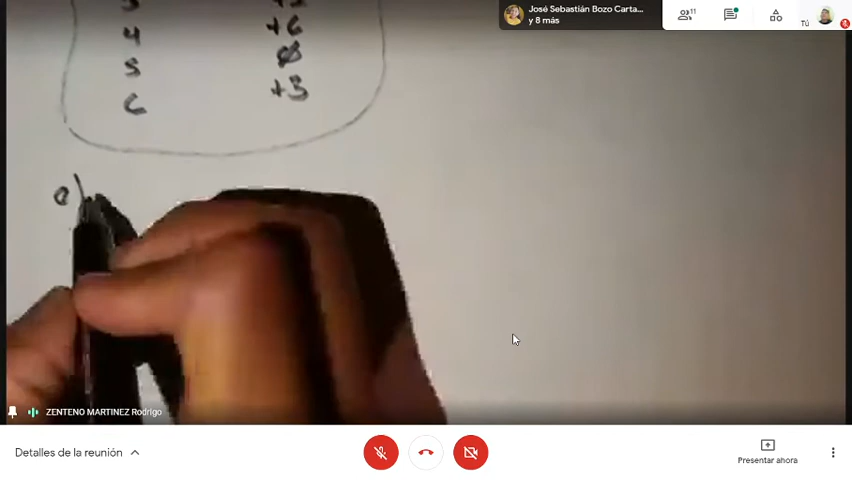 José Sebastián Bozo Carta...
y 8 más
11
Tú
4 +6
5 0
6 +3
a)
ZENTENO MARTINEZ Rodrigo
Detalles de la reunión
Presentar ahora